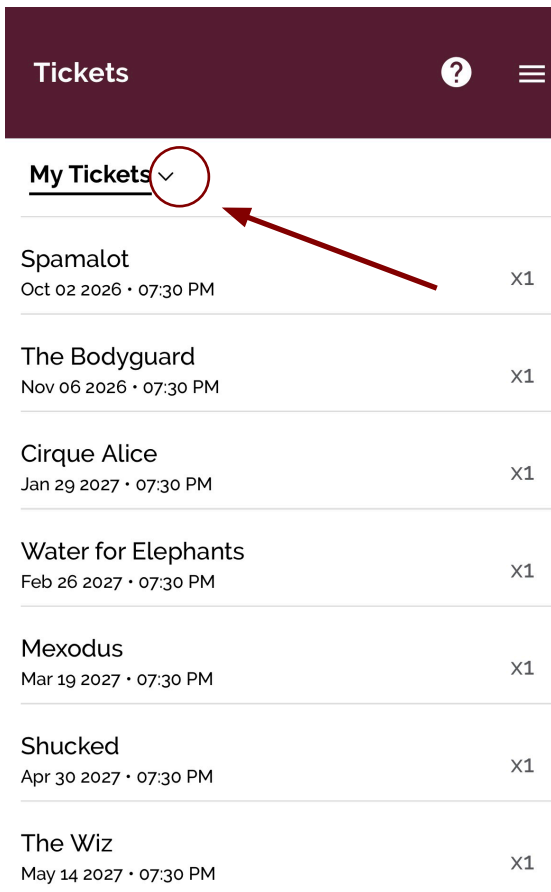 Tickets
?
My Tickets
Spamalot
Oct 02 2026 • 07:30 PM
X1
The Bodyguard
Nov 06 2026 • 07:30 PM
X1
Cirque Alice
Jan 29 2027 • 07:30 PM
X1
Water for Elephants
Feb 26 2027 • 07:30 PM
X1
Mexodus
Mar 19 2027 • 07:30 PM
X1
Shucked
Apr 30 2027 • 07:30 PM
X1
The Wiz
May 14 2027 • 07:30 PM
X1